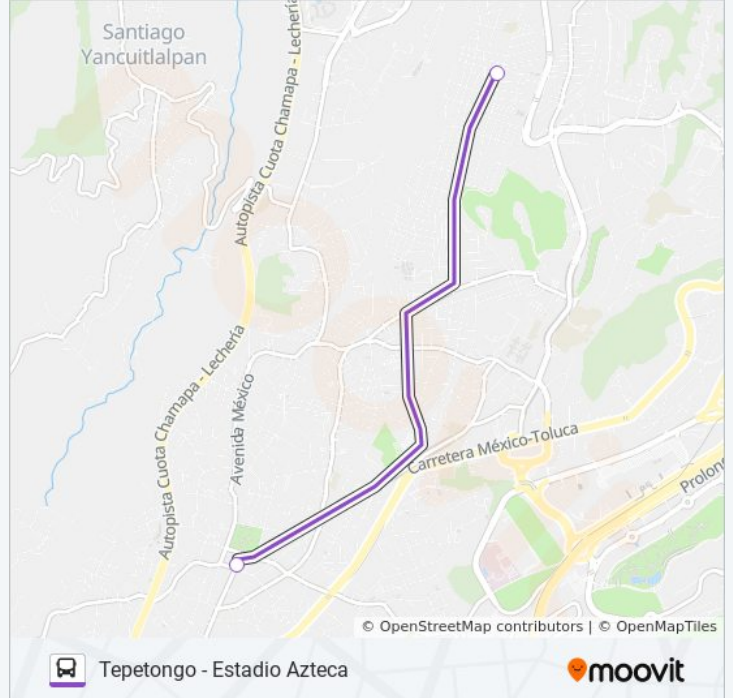 Santiago
Yancuitlalpan
Autopista Cuota Chamapa - Lechería
Autopista Cuota Chamapa - Lechería
Avenida México
Carretera México-Toluca
Prolon
© OpenStreetMap contributors | © OpenMapTiles
Tepetongo - Estadio Azteca
moovit